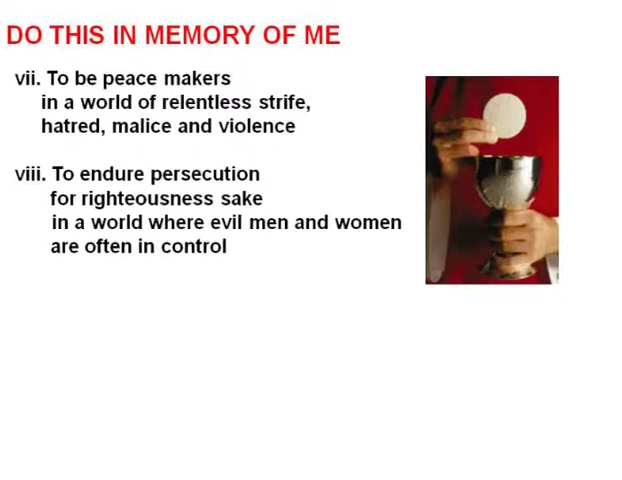 DO THIS IN MEMORY OF ME
vii. To be peace makers
in a world of relentless strife,
hatred, malice and violence
viii. To endure persecution
for righteousness sake
in a world where evil men and women
are often in control